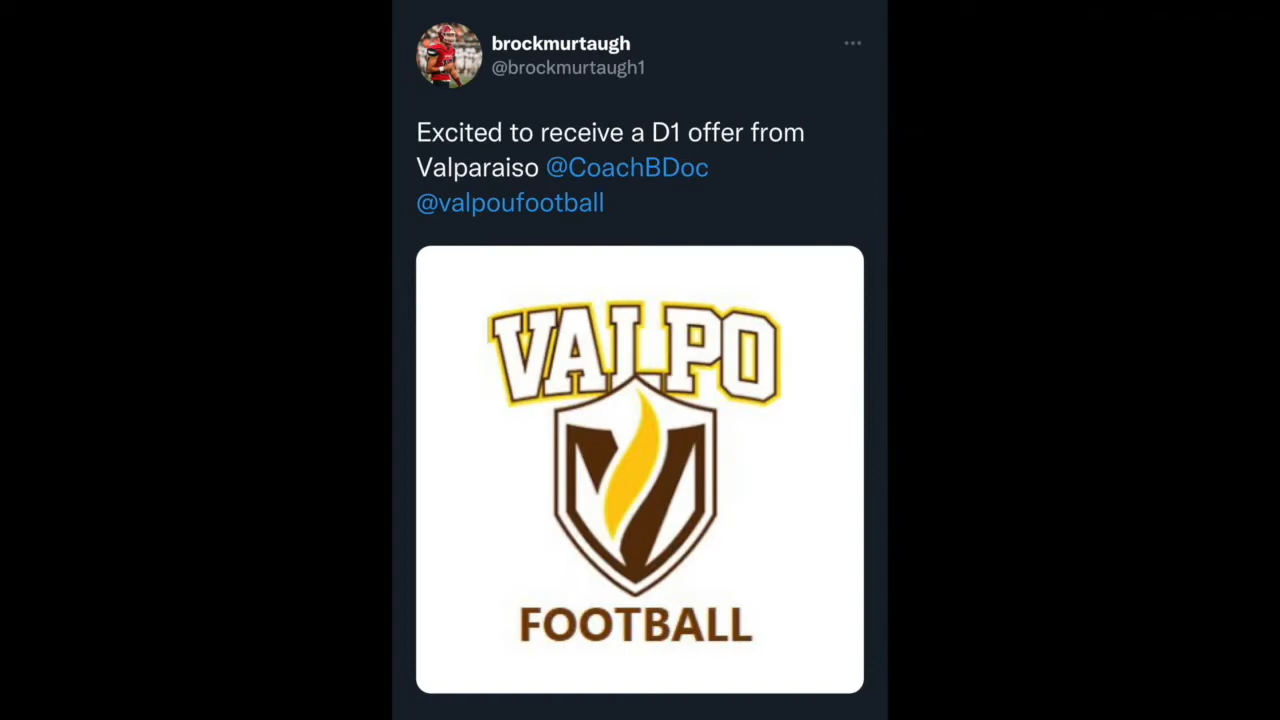 brockmurtaugh
@brockmurtaugh1
Excited to receive a D1 offer from
Valparaiso @CoachBDoc
@valpoufootball
VALPO
FOOTBALL